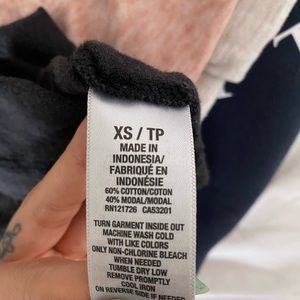 XS / TP
MADE IN
INDONESIA/
FABRIQUÉ EN
INDONÉSIE
60% COTTON/COTON
40% MODAL/MODAL
RN121726 CA53201
TURN GARMENT INSIDE OUT
MACHINE WASH COLD
WITH LIKE COLORS
ONLY NON-CHLORINE BLEACH
WHEN NEEDED
TUMBLE DRY LOW
REMOVE PROMPTLY
COOL IRON
ON REVERSE SIDE IF NEEDED